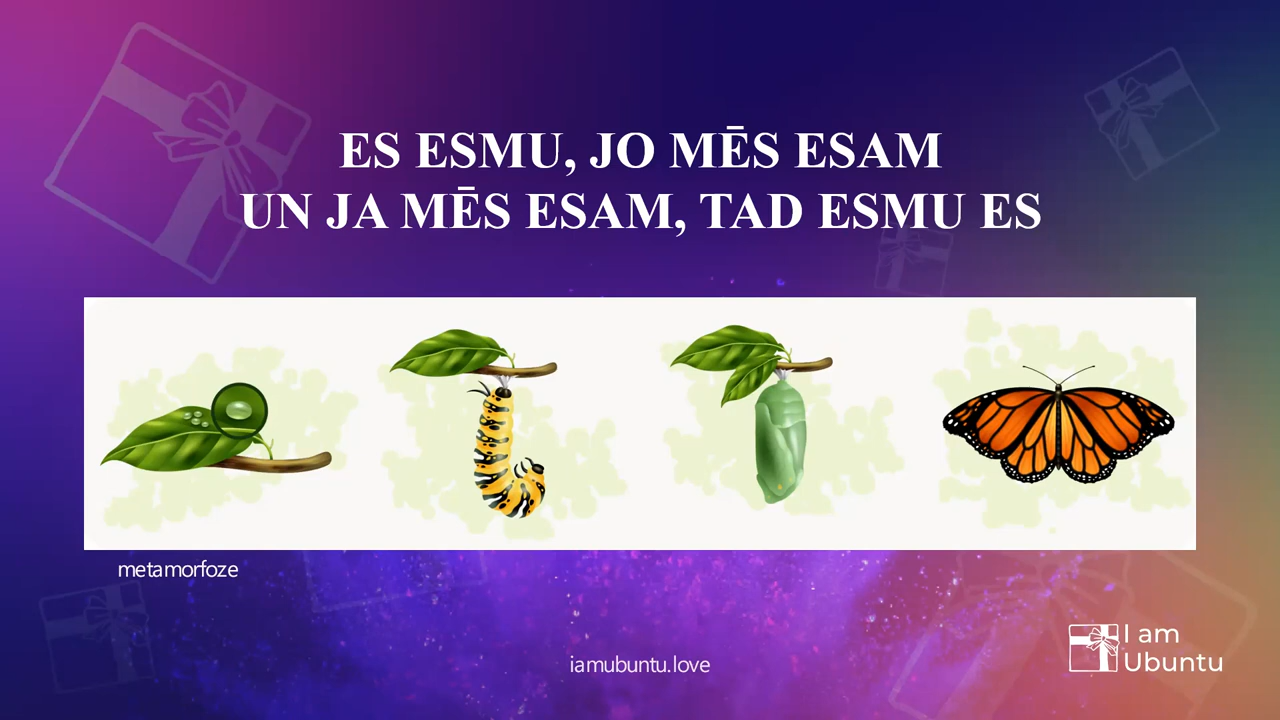 ES ESMU, JO MĒS ESAM
UN JA MĒS ESAM, TAD ESMU ES
metamorfoze
iamubuntu.love
I am
Ubuntu